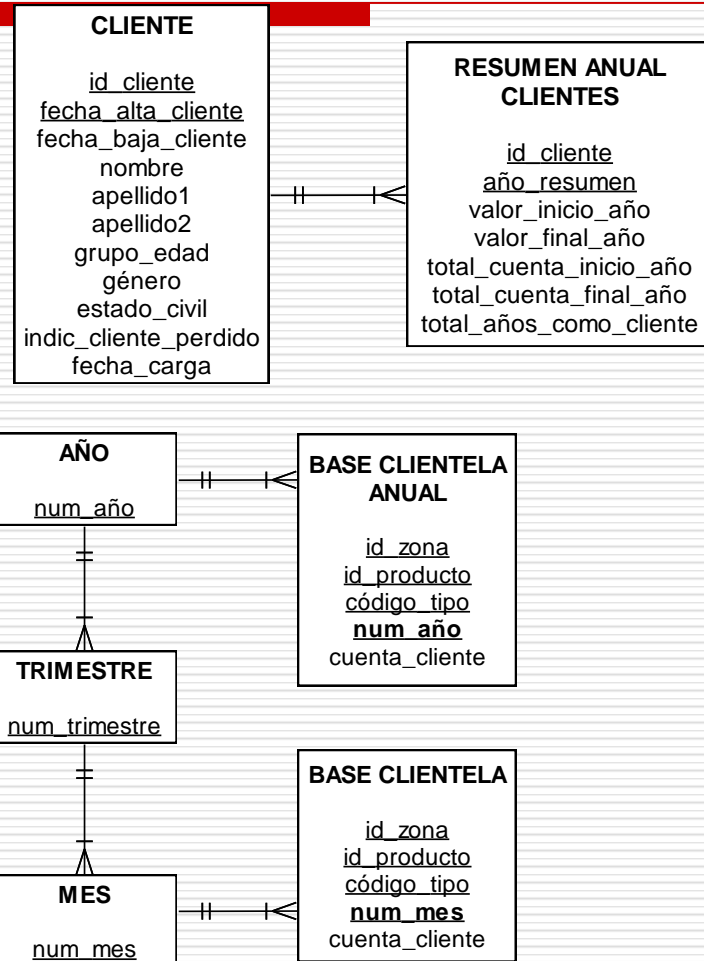 CLIENTE
id_cliente
fecha_alta_cliente
fecha_baja_cliente
nombre
apellido1
apellido2
grupo_edad
género
estado_civil
indic_cliente_perdido
fecha_carga
RESUMEN ANUAL
CLIENTES
id_cliente
año_resumen
valor_inicio_año
valor_final_año
total_cuenta_inicio_año
total_cuenta_final_año
total_años_como_cliente
AÑO
num_año
BASE CLIENTELA
ANUAL
id_zona
id_producto
código_tipo
num_año
cuenta_cliente
TRIMESTRE
num_trimestre
BASE CLIENTELA
id_zona
id_producto
código_tipo
num_mes
cuenta_cliente
MES
num_mes